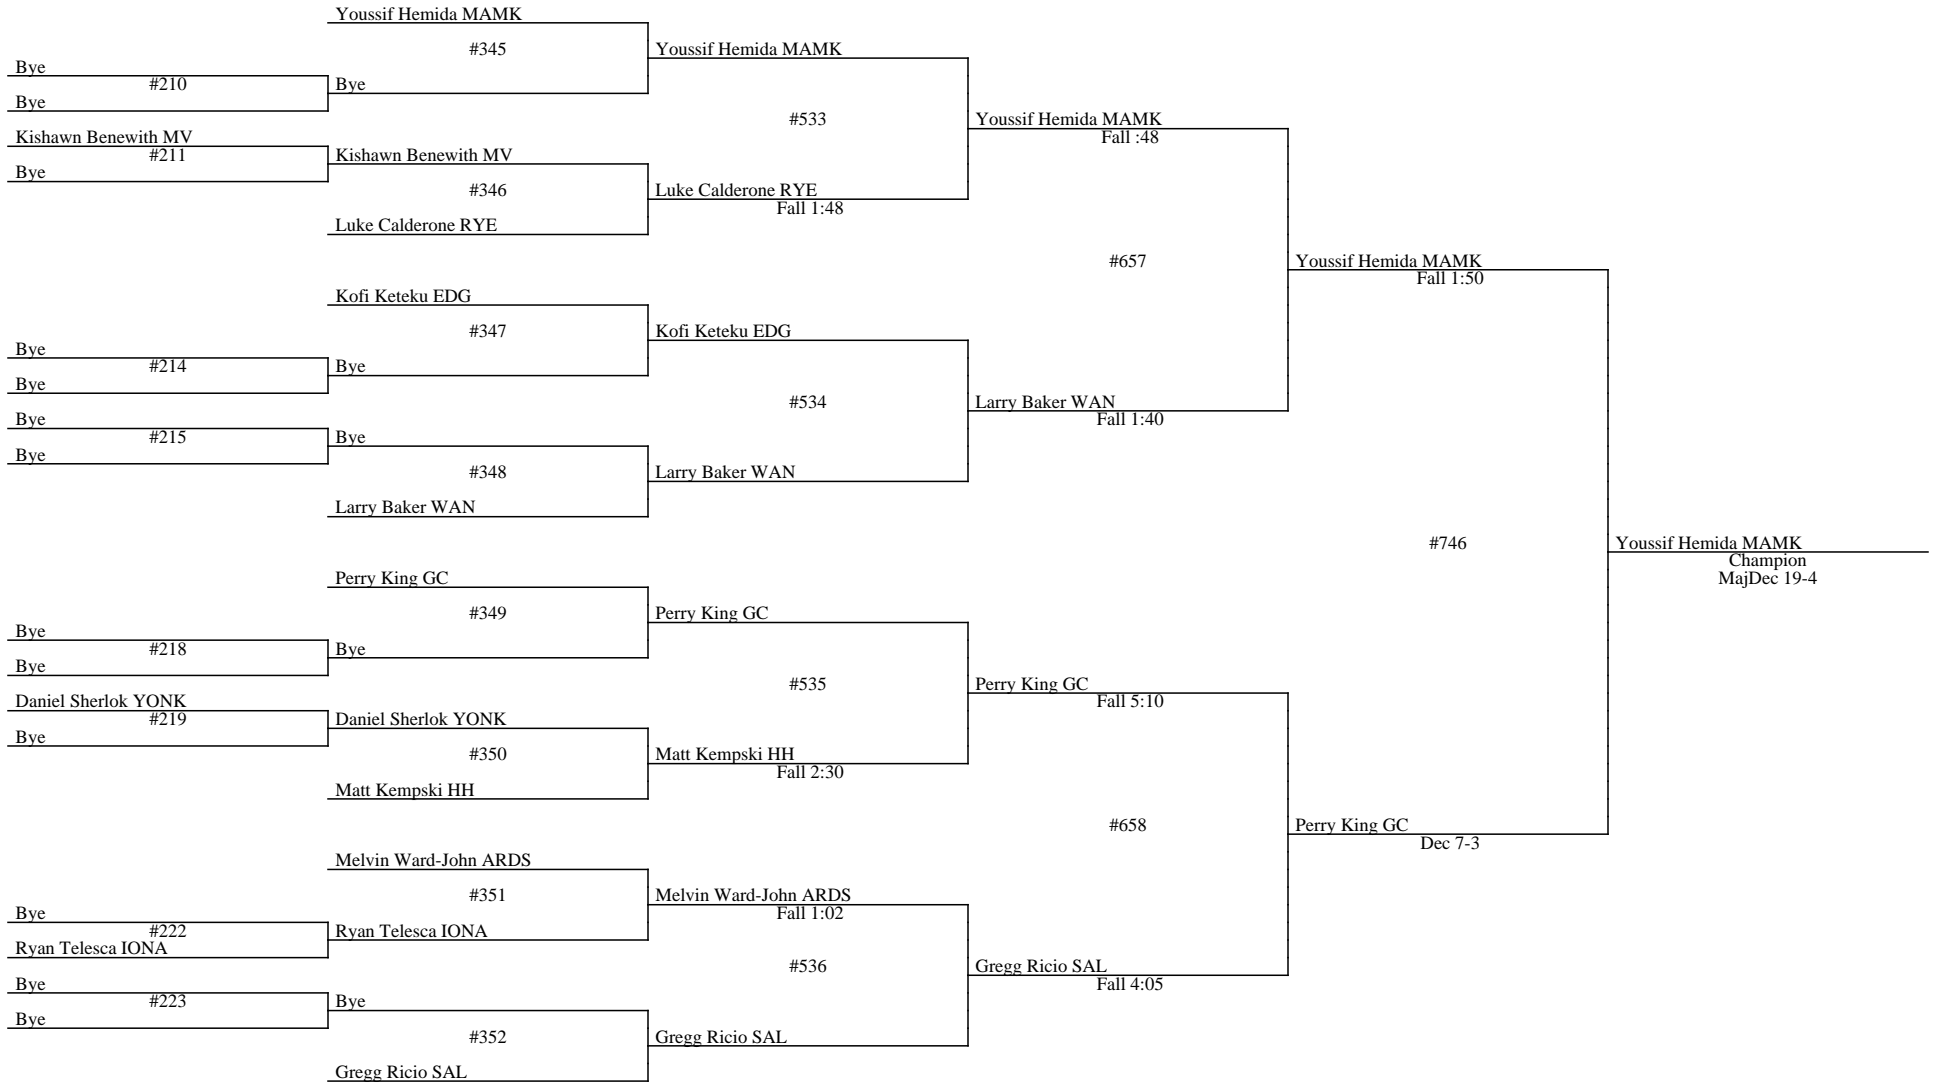 Youssif Hemida MAMK
#345
Youssif Hemida MAMK
Bye
#210
Bye
Bye
#533
Youssif Hemida MAMK
Fall :48
Kishawn Benewith MV
#211
Kishawn Benewith MV
Bye
#346
Luke Calderone RYE
Fall 1:48
Luke Calderone RYE
#657
Youssif Hemida MAMK
Fall 1:50
Kofi Keteku EDG
#347
Kofi Keteku EDG
Bye
#214
Bye
Bye
#534
Larry Baker WAN
Fall 1:40
Bye
#215
Bye
Bye
#348
Larry Baker WAN
Larry Baker WAN
#746
Youssif Hemida MAMK
Champion
MajDec 19-4
Perry King GC
#349
Perry King GC
Bye
#218
Bye
Bye
#535
Perry King GC
Fall 5:10
Daniel Sherlok YONK
#219
Daniel Sherlok YONK
Bye
#350
Matt Kempski HH
Fall 2:30
Matt Kempski HH
#658
Perry King GC
Dec 7-3
Melvin Ward-John ARDS
#351
Melvin Ward-John ARDS
Fall 1:02
Bye
#222
Ryan Telesca IONA
Ryan Telesca IONA
#536
Gregg Ricio SAL
Fall 4:05
Bye
#223
Bye
Bye
#352
Gregg Ricio SAL
Gregg Ricio SAL